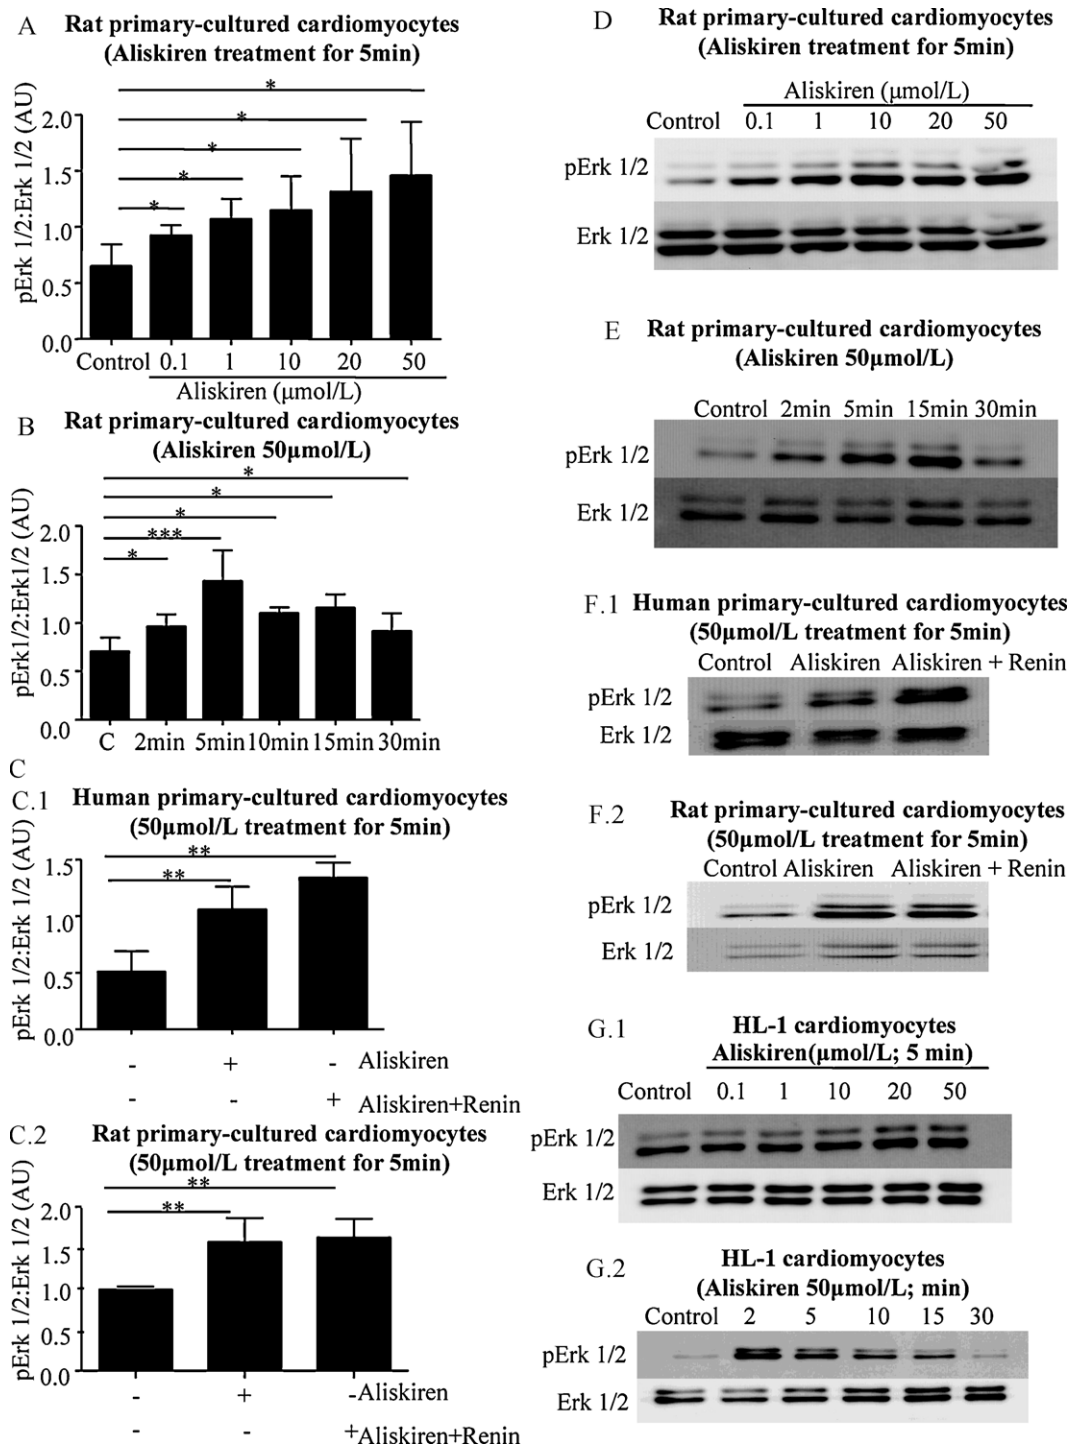 A Rat primary-cultured cardiomyocytes
(Aliskiren treatment for 5min)
* 
*
*
*
*
pErk 1/2:Erk 1/2 (AU)
2.0
1.5
1.0
0.5
0.0
Control 0.1 1 10 20 50
Aliskiren (μmol/L)
B Rat primary-cultured cardiomyocytes
(Aliskiren 50μmol/L)
*
*
*
***
*
pErk1/2:Erk1/2 (AU)
2.0
1.5
1.0
0.5
0.0
C 2min 5min 10min 15min 30min
C
C.1 Human primary-cultured cardiomyocytes
(50μmol/L treatment for 5min)
**
**
pErk 1/2:Erk 1/2 (AU)
1.5
1.0
0.5
0.0
- + - Aliskiren
- - + Aliskiren+Renin
C.2 Rat primary-cultured cardiomyocytes
(50μmol/L treatment for 5min)
**
**
pErk 1/2:Erk 1/2 (AU)
2.0
1.5
1.0
0.5
0.0
- + -Aliskiren
- - +Aliskiren+Renin
D Rat primary-cultured cardiomyocytes
(Aliskiren treatment for 5min)
Aliskiren (μmol/L)
Control 0.1 1 10 20 50
pErk 1/2
Erk 1/2
E Rat primary-cultured cardiomyocytes
(Aliskiren 50μmol/L)
Control 2min 5min 15min 30min
pErk 1/2
Erk 1/2
F.1 Human primary-cultured cardiomyocytes
(50μmol/L treatment for 5min)
Control Aliskiren Aliskiren + Renin
pErk 1/2
Erk 1/2
F.2 Rat primary-cultured cardiomyocytes
(50μmol/L treatment for 5min)
Control Aliskiren Aliskiren + Renin
pErk 1/2
Erk 1/2
G.1 HL-1 cardiomyocytes
Aliskiren(μmol/L; 5 min)
Control 0.1 1 10 20 50
pErk 1/2
Erk 1/2
G.2 HL-1 cardiomyocytes
(Aliskiren 50μmol/L; min)
Control 2 5 10 15 30
pErk 1/2
Erk 1/2